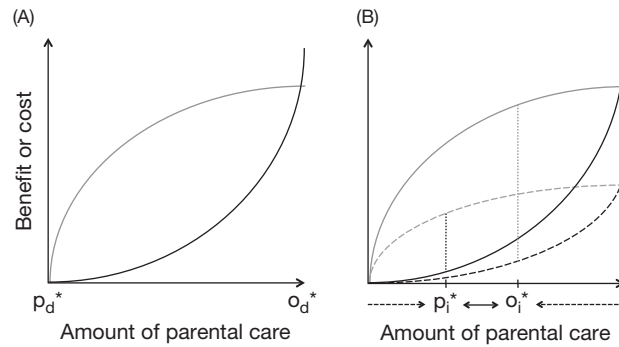 (A)
Benefit or cost
p_d*
o_d*
Amount of parental care
(B)
p_i*
o_i*
Amount of parental care